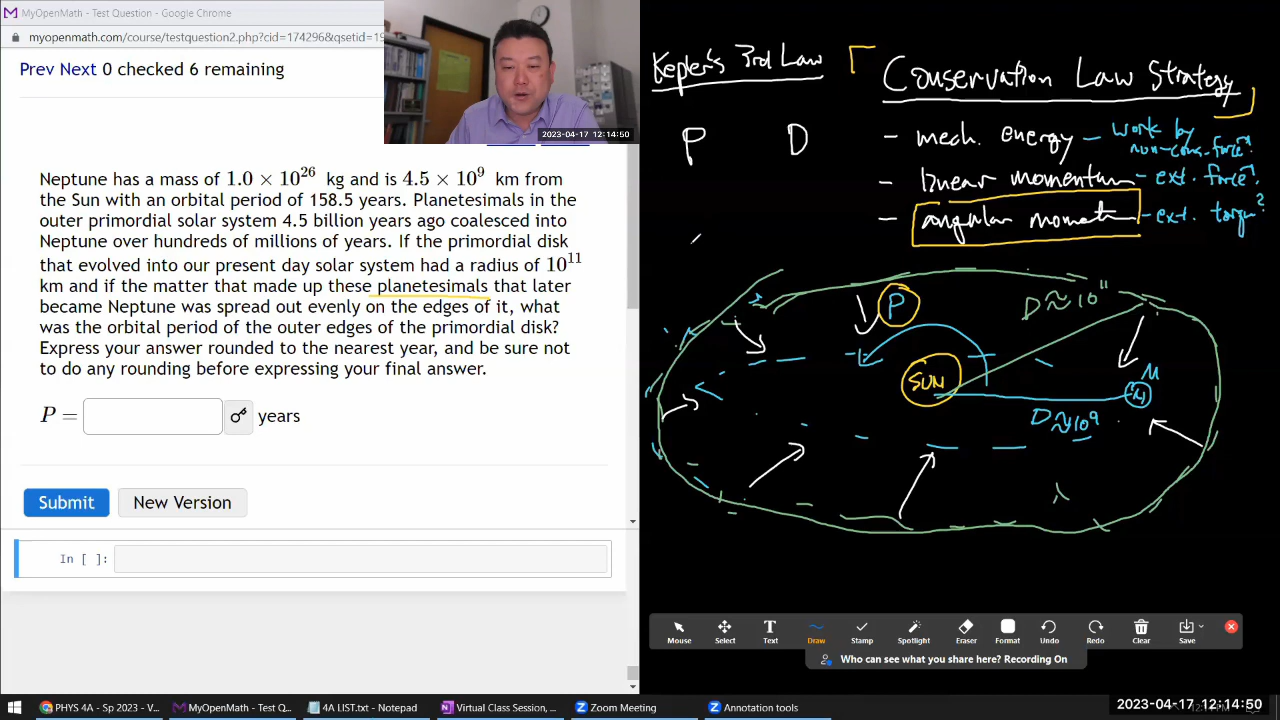 MyOpenMath - Test Question - Google Chrome
myopenmath.com/course/testquestion2.php?cid=174296&qsetid=19
Prev Next 0 checked 6 remaining
2023-04-17 12:14:50
Neptune has a mass of 1.0 × 10^26 kg and is 4.5 × 10^9 km from
the Sun with an orbital period of 158.5 years. Planetesimals in the
outer primordial solar system 4.5 billion years ago coalesced into
Neptune over hundreds of millions of years. If the primordial disk
that evolved into our present day solar system had a radius of 10^11
km and if the matter that made up these planetesimals that later
became Neptune was spread out evenly on the edges of it, what
was the orbital period of the outer edges of the primordial disk?
Express your answer rounded to the nearest year, and be sure not
to do any rounding before expressing your final answer.
P = years
Submit New Version
In [ ]:
Kepler's 3rd Law
P D
Conservation Law Strategy
- mech. energy - work by
non-cons. force?
- linear momentum - ext. force?
- angular moment - ext. torque?
P
D ≈ 10^11
SUN
M
N
D ≈ 10^9
Mouse Select Text Draw Stamp Spotlight Eraser Format Undo Redo Clear Save
Who can see what you share here? Recording On
PHYS 4A - Sp 2023 - V... MyOpenMath - Test Q... 4A LIST.txt - Notepad Virtual Class Session, ... Zoom Meeting Annotation tools
2023-04-17 12:14:50